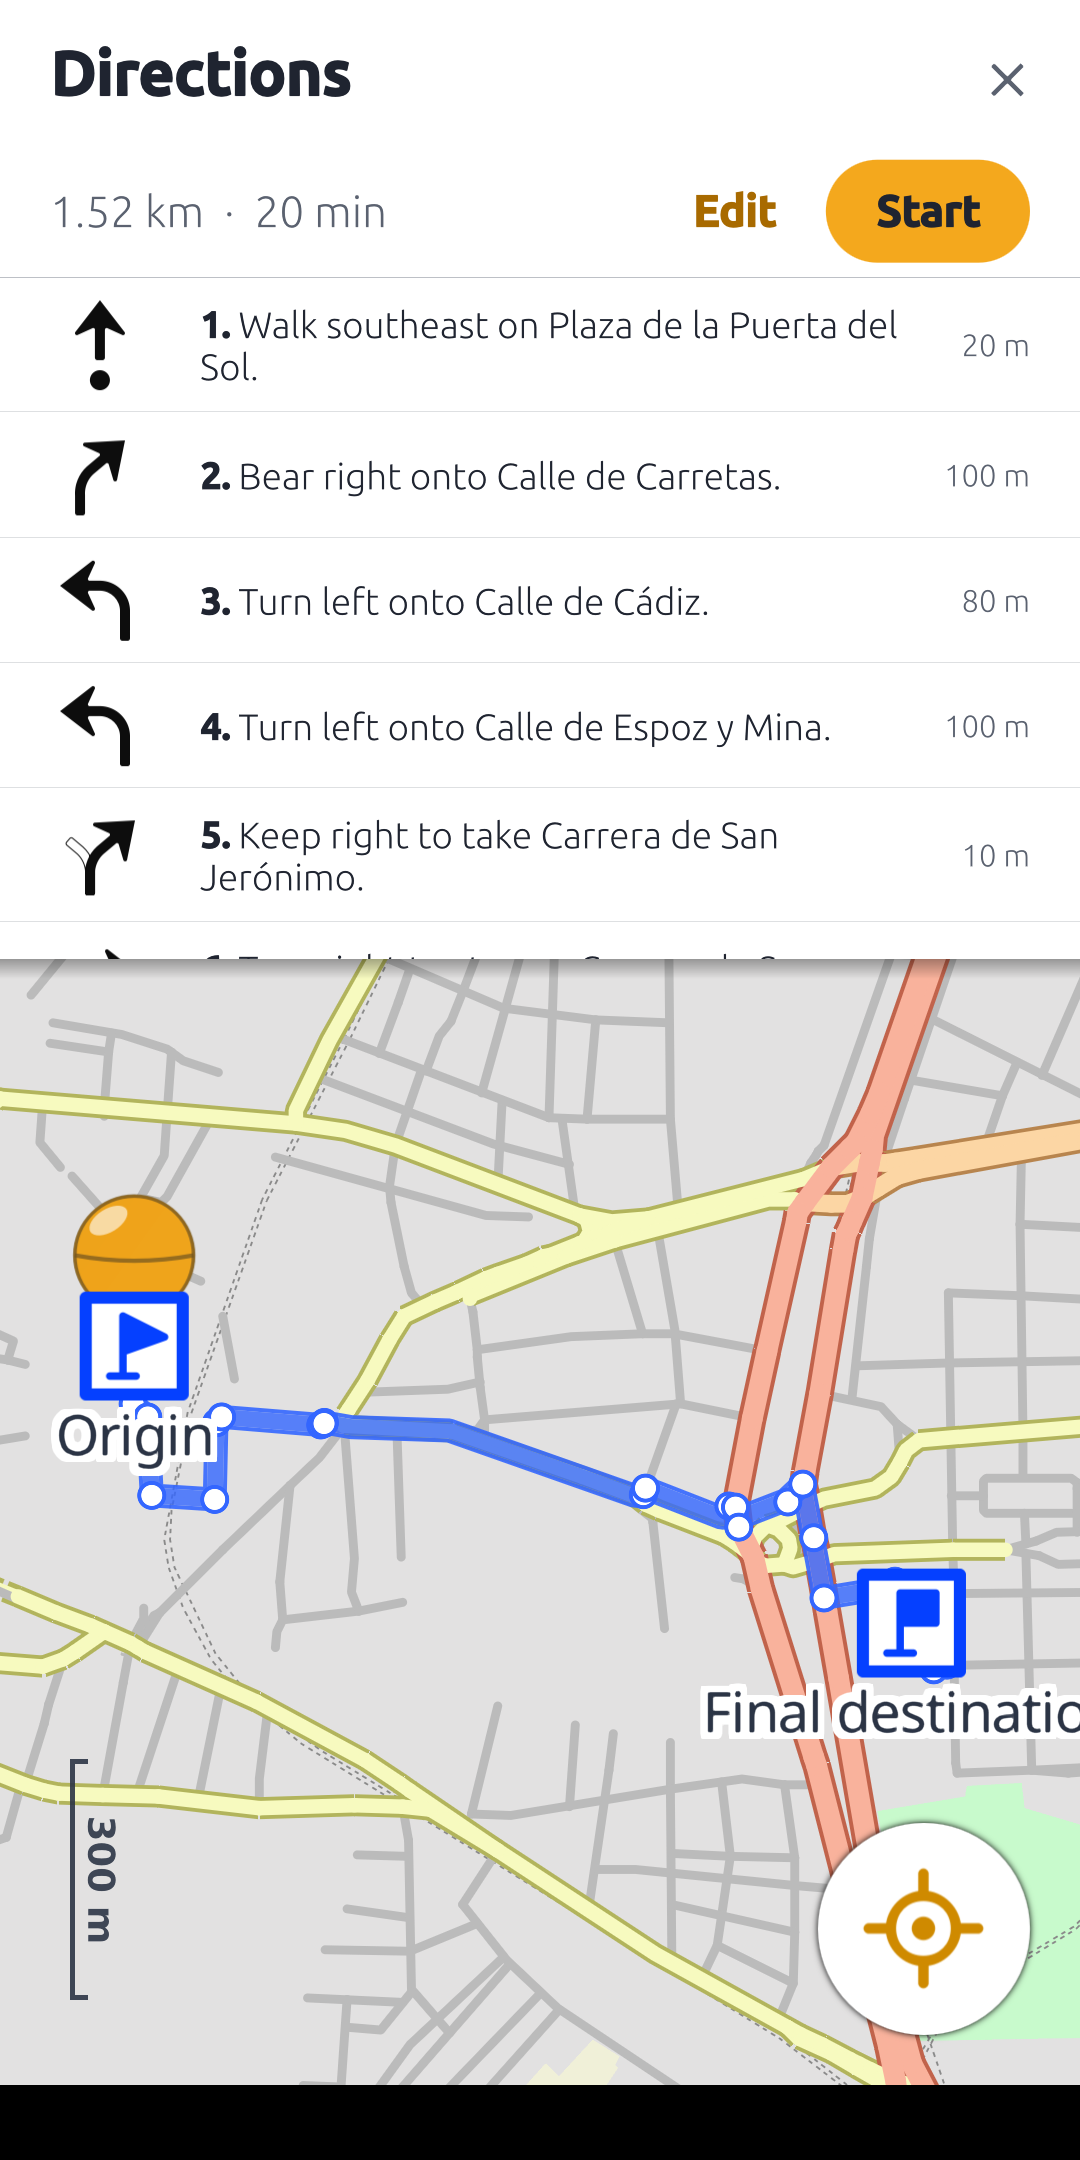 Directions
1.52 km · 20 min
Edit
Start
1. Walk southeast on Plaza de la Puerta del
Sol.
20 m
2. Bear right onto Calle de Carretas.
100 m
3. Turn left onto Calle de Cádiz.
80 m
4. Turn left onto Calle de Espoz y Mina.
100 m
5. Keep right to take Carrera de San
Jerónimo.
10 m
Origin
Final destinatio
300 m